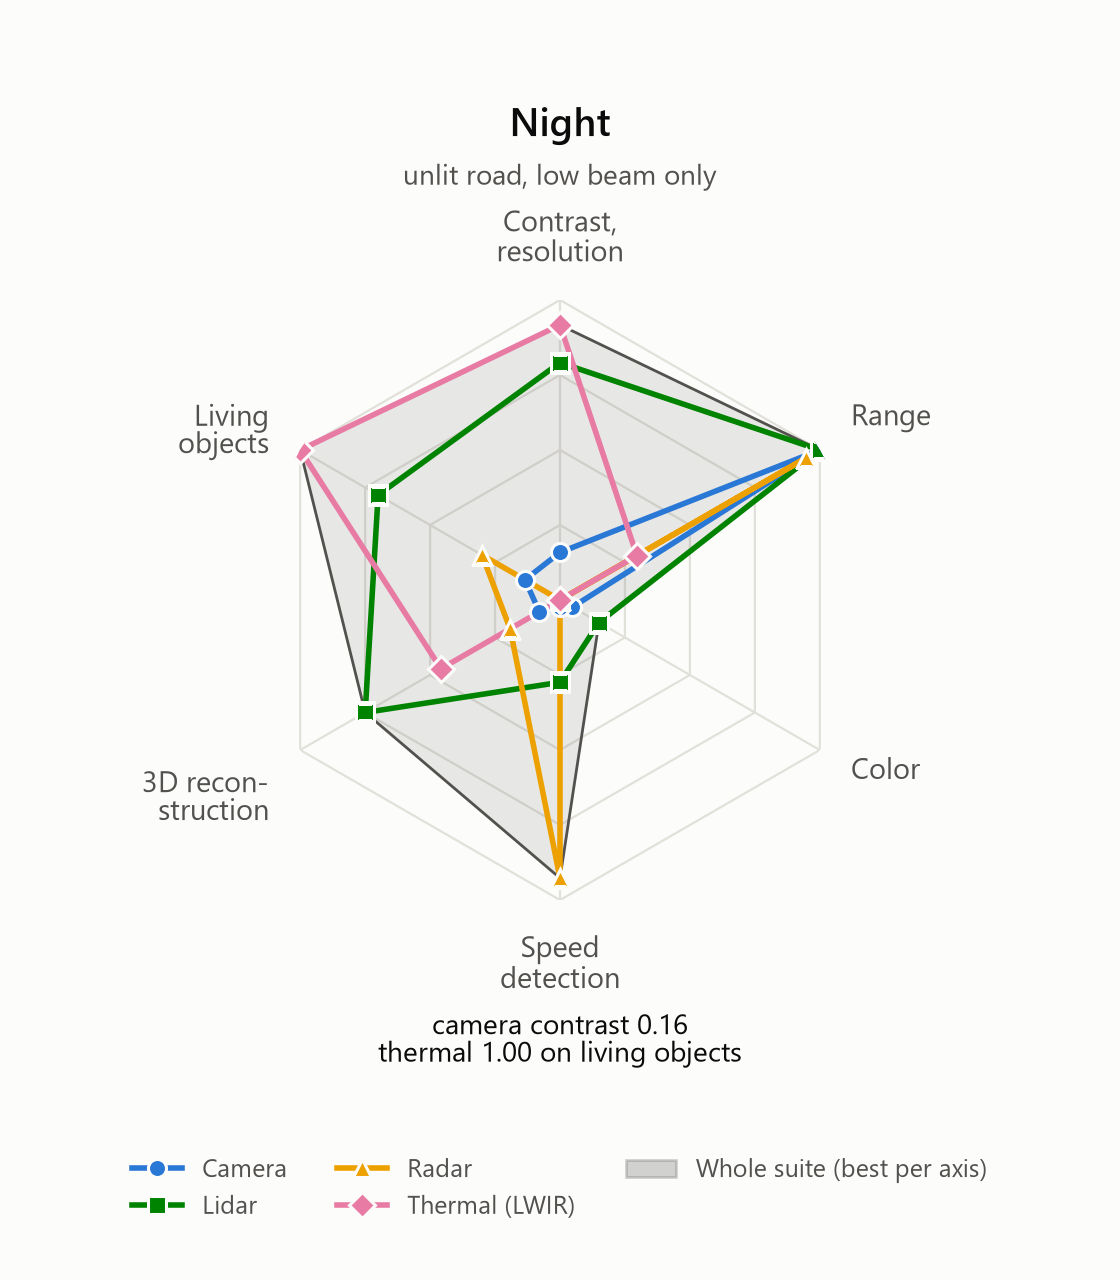 Night
unlit road, low beam only
Contrast,
resolution
Range
Living
objects
3D recon-
struction
Color
Speed
detection
camera contrast 0.16
thermal 1.00 on living objects
Camera
Radar
Whole suite (best per axis)
Lidar
Thermal (LWIR)